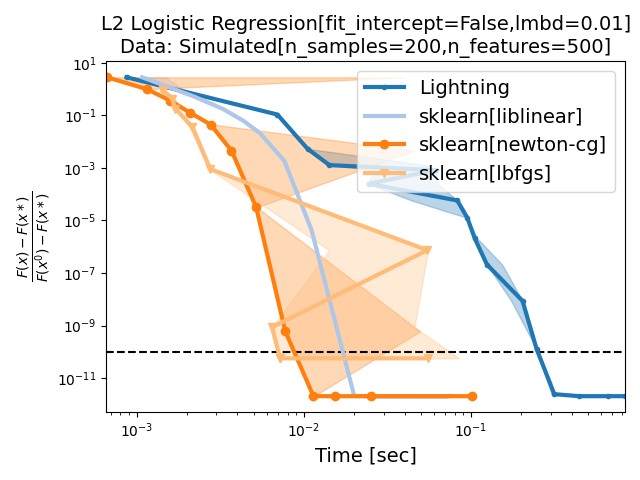 L2 Logistic Regression[fit_intercept=False,lmbd=0.01]
Data: Simulated[n_samples=200,n_features=500]
10^1
10^-1
10^-3
10^-5
10^-7
10^-9
10^-11
F(x) − F(x*)
F(x^0) − F(x*)
Lightning
sklearn[liblinear]
sklearn[newton-cg]
sklearn[lbfgs]
10^-3
10^-2
10^-1
Time [sec]